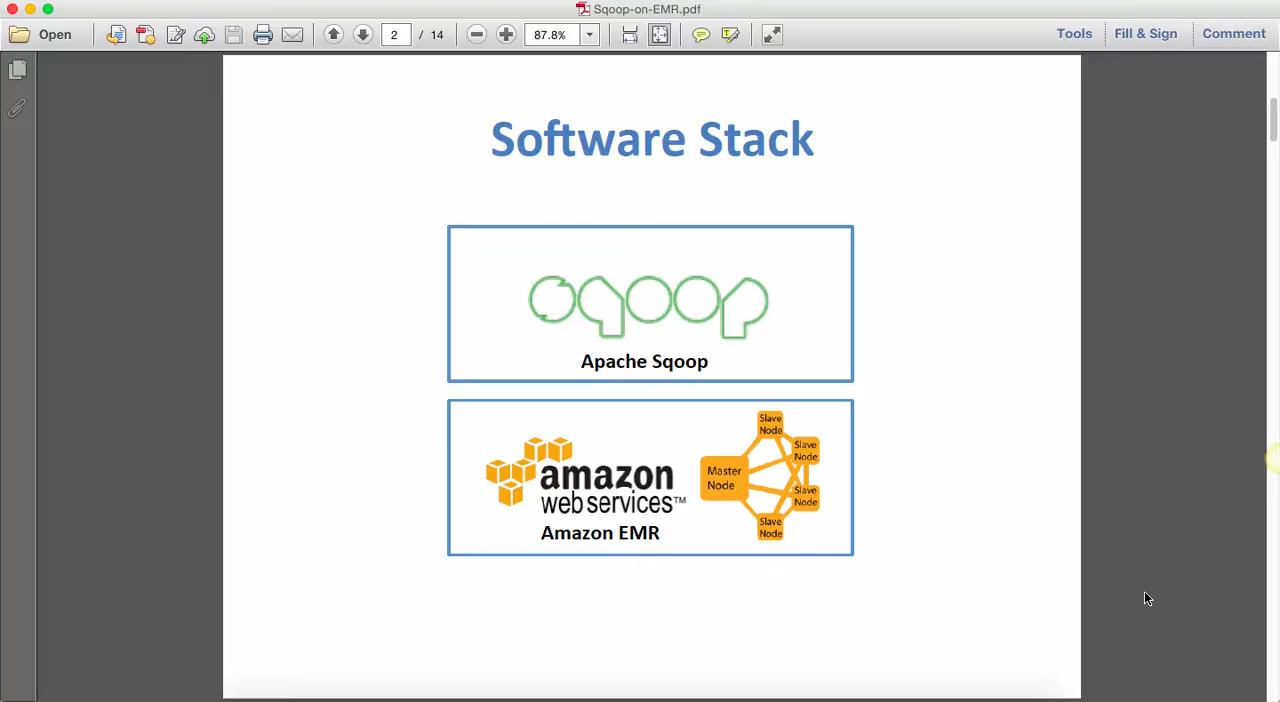 Sqoop-on-EMR.pdf
Open
2 / 14
87.8%
Tools
Fill & Sign
Comment
Software Stack
sqoop
Apache Sqoop
Slave
Node
Slave
Node
Master
Node
Slave
Node
Slave
Node
amazon
web services™
Amazon EMR